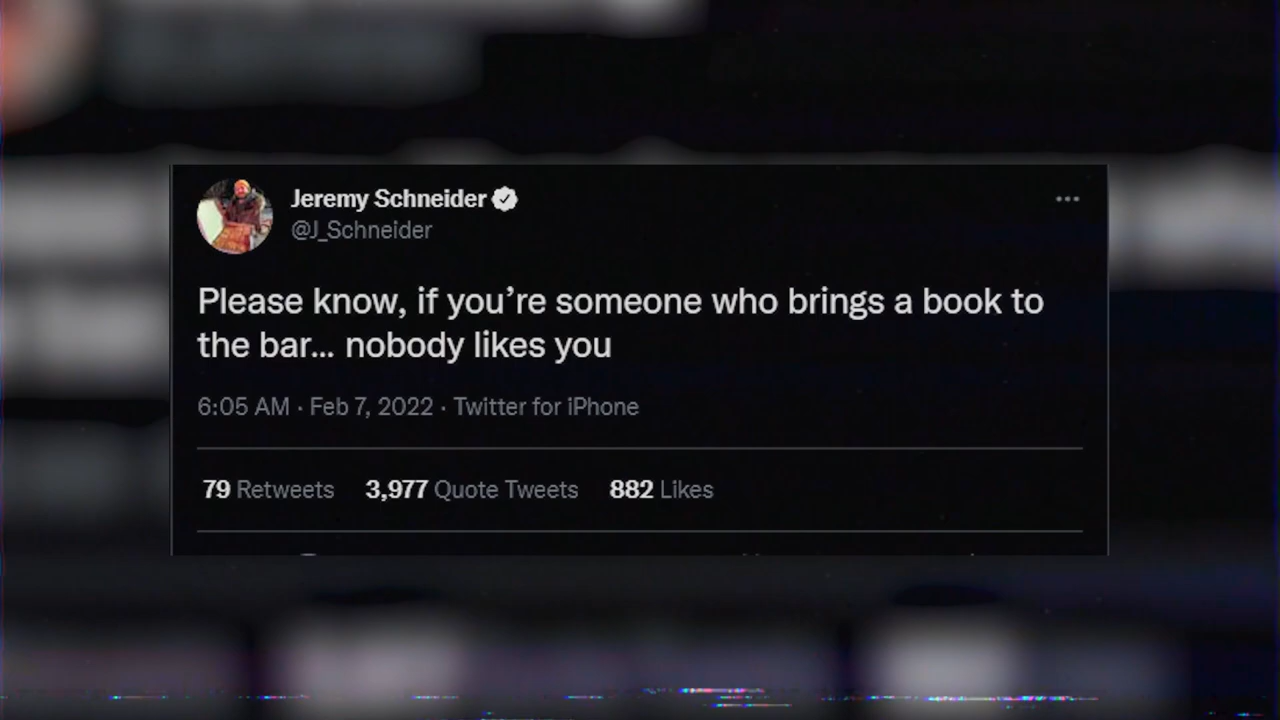 Jeremy Schneider
@J_Schneider
Please know, if you’re someone who brings a book to
the bar... nobody likes you
6:05 AM · Feb 7, 2022 · Twitter for iPhone
79 Retweets 3,977 Quote Tweets 882 Likes